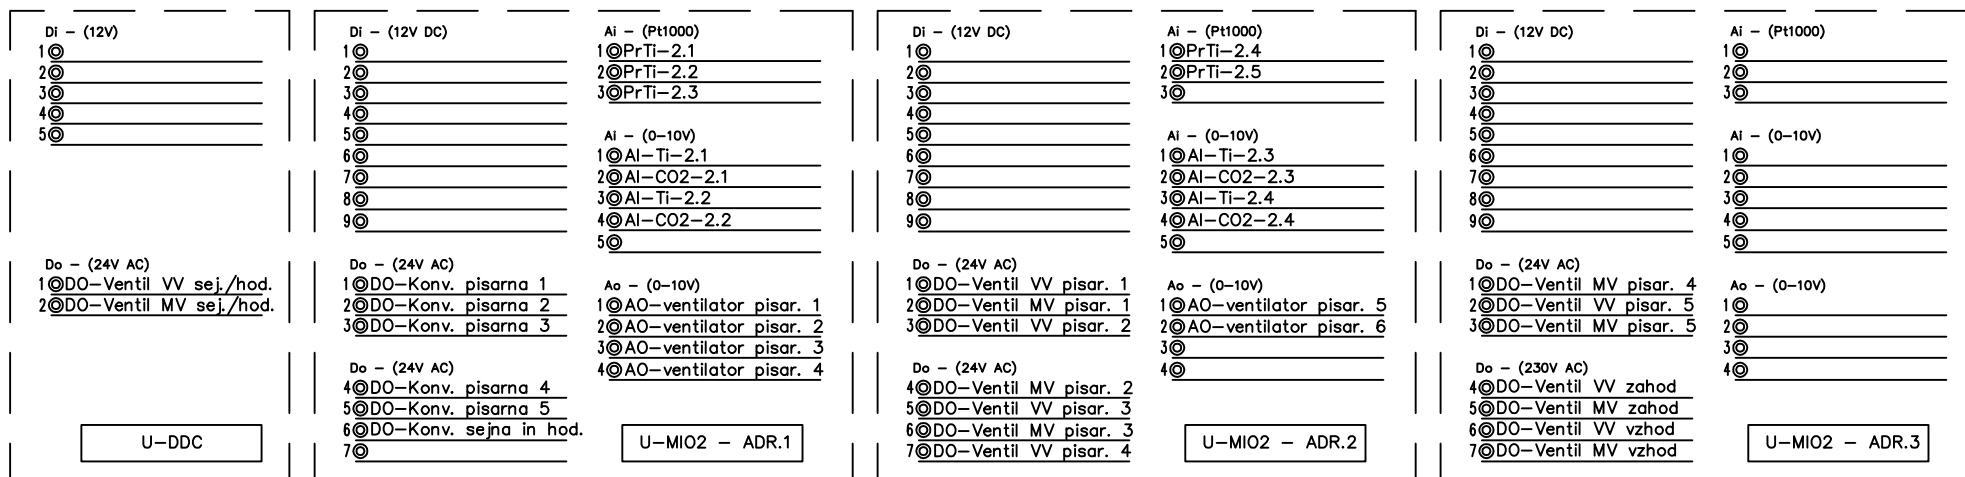 Di – (12V)
1
2
3
4
5
Do – (24V AC)
1 DO–Ventil VV sej./hod.
2 DO–Ventil MV sej./hod.
U–DDC
Di – (12V DC)
1
2
3
4
5
6
7
8
9
Do – (24V AC)
1 DO–Konv. pisarna 1
2 DO–Konv. pisarna 2
3 DO–Konv. pisarna 3
Do – (24V AC)
4 DO–Konv. pisarna 4
5 DO–Konv. pisarna 5
6 DO–Konv. sejna in hod.
7
Ai – (Pt1000)
1 PrTi–2.1
2 PrTi–2.2
3 PrTi–2.3
Ai – (0–10V)
1 AI–Ti–2.1
2 AI–CO2–2.1
3 AI–Ti–2.2
4 AI–CO2–2.2
5
Ao – (0–10V)
1 AO–ventilator pisar. 1
2 AO–ventilator pisar. 2
3 AO–ventilator pisar. 3
4 AO–ventilator pisar. 4
U–MIO2 – ADR.1
Di – (12V DC)
1
2
3
4
5
6
7
8
9
Do – (24V AC)
1 DO–Ventil VV pisar. 1
2 DO–Ventil MV pisar. 1
3 DO–Ventil VV pisar. 2
Do – (24V AC)
4 DO–Ventil MV pisar. 2
5 DO–Ventil VV pisar. 3
6 DO–Ventil MV pisar. 3
7 DO–Ventil VV pisar. 4
Ai – (Pt1000)
1 PrTi–2.4
2 PrTi–2.5
3
Ai – (0–10V)
1 AI–Ti–2.3
2 AI–CO2–2.3
3 AI–Ti–2.4
4 AI–CO2–2.4
5
Ao – (0–10V)
1 AO–ventilator pisar. 5
2 AO–ventilator pisar. 6
3
4
U–MIO2 – ADR.2
Di – (12V DC)
1
2
3
4
5
6
7
8
9
Do – (24V AC)
1 DO–Ventil MV pisar. 4
2 DO–Ventil VV pisar. 5
3 DO–Ventil MV pisar. 5
Do – (230V AC)
4 DO–Ventil VV zahod
5 DO–Ventil MV zahod
6 DO–Ventil VV vzhod
7 DO–Ventil MV vzhod
Ai – (Pt1000)
1
2
3
Ai – (0–10V)
1
2
3
4
5
Ao – (0–10V)
1
2
3
4
U–MIO2 – ADR.3